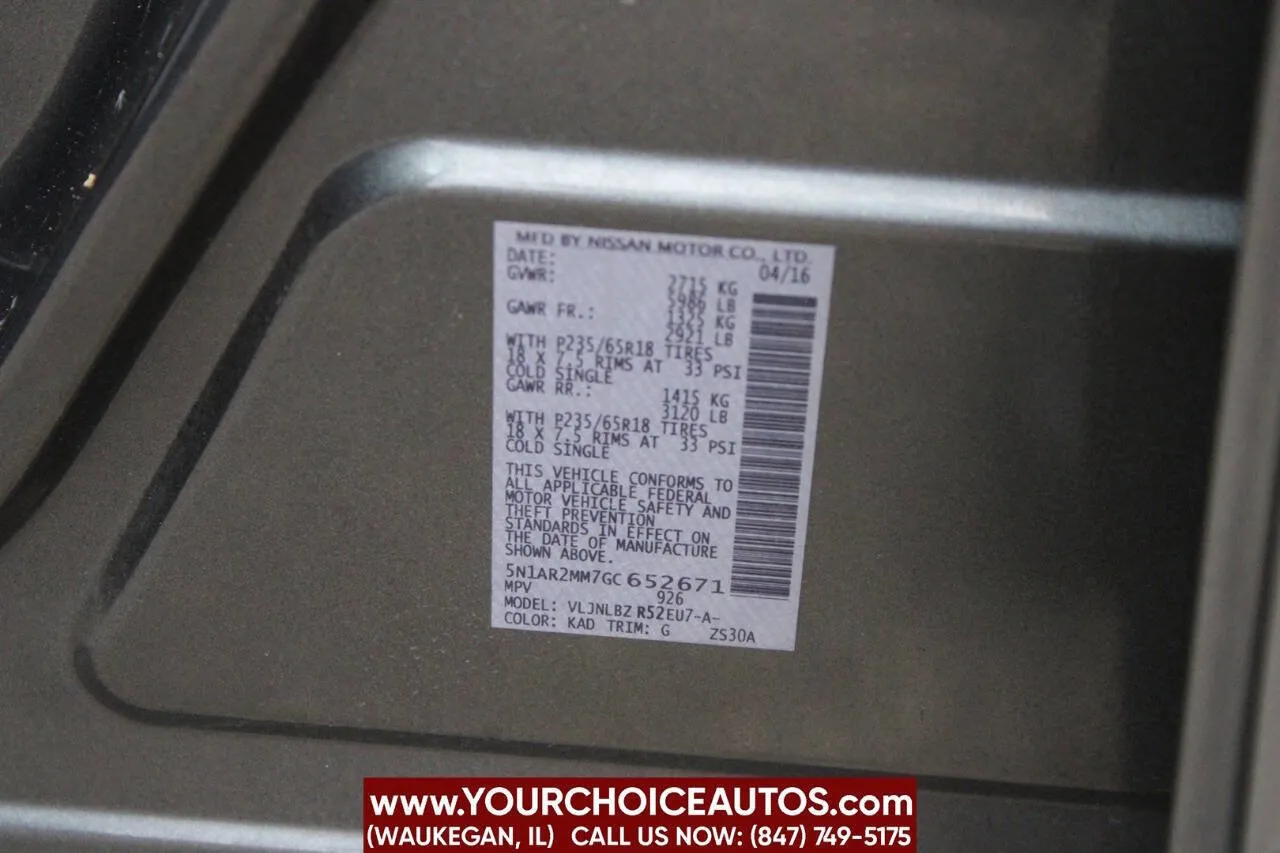 MFD BY NISSAN MOTOR CO., LTD.
DATE: 04/16
GVWR: 2715 KG
5986 LB
GAWR FR.: 1325 KG
2921 LB
WITH P235/65R18 TIRES
18 X 7.5 RIMS AT 33 PSI
COLD SINGLE
GAWR RR.: 1415 KG
3120 LB
WITH P235/65R18 TIRES
18 X 7.5 RIMS AT 33 PSI
COLD SINGLE
THIS VEHICLE CONFORMS TO
ALL APPLICABLE FEDERAL
MOTOR VEHICLE SAFETY AND
THEFT PREVENTION
STANDARDS IN EFFECT ON
THE DATE OF MANUFACTURE
SHOWN ABOVE.
5N1AR2MM7GC652671
MPV 926
MODEL: VLJNLBZ R52EU7-A-
COLOR: KAD TRIM: G ZS30A
www.YOURCHOICEAUTOS.com
(WAUKEGAN, IL) CALL US NOW: (847) 749-5175